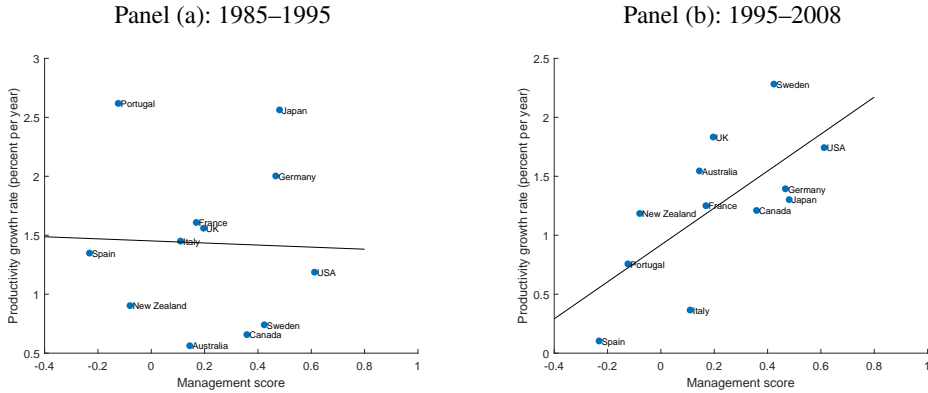 Panel (a): 1985–1995
3
2.5
2
1.5
1
0.5
-0.4
-0.2
0
0.2
0.4
0.6
0.8
1
Productivity growth rate (percent per year)
Management score
Portugal
Japan
Germany
France
UK
Italy
Spain
USA
New Zealand
Sweden
Canada
Australia
Panel (b): 1995–2008
2.5
2
1.5
1
0.5
0
-0.4
-0.2
0
0.2
0.4
0.6
0.8
1
Productivity growth rate (percent per year)
Management score
Sweden
UK
USA
Australia
Germany
Japan
France
Canada
New Zealand
Portugal
Italy
Spain